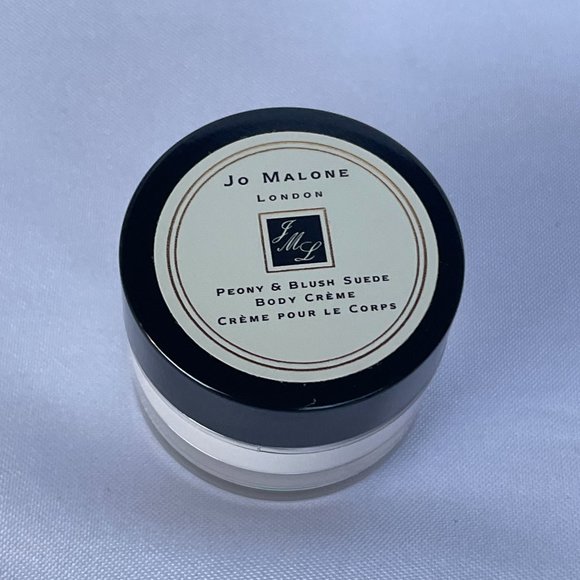 Jo Malone
London
JML
Peony & Blush Suede
Body Crème
Crème pour le Corps